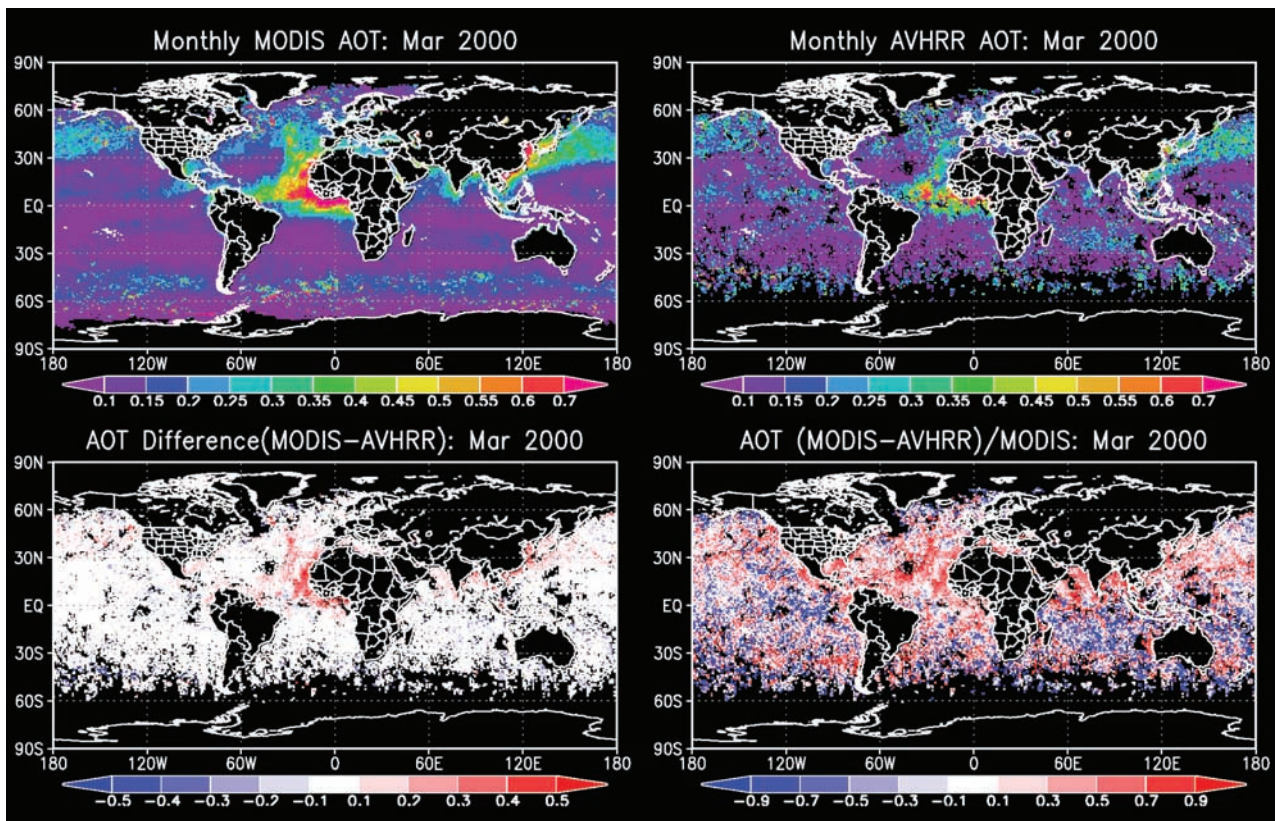 Monthly MODIS AOT: Mar 2000
90N
60N
30N
EQ
30S
60S
90S
180 120W 60W 0 60E 120E 180
0.1 0.15 0.2 0.25 0.3 0.35 0.4 0.45 0.5 0.55 0.6 0.7
Monthly AVHRR AOT: Mar 2000
90N
60N
30N
EQ
30S
60S
90S
180 120W 60W 0 60E 120E 180
0.1 0.15 0.2 0.25 0.3 0.35 0.4 0.45 0.5 0.55 0.6 0.7
AOT Difference(MODIS-AVHRR): Mar 2000
90N
60N
30N
EQ
30S
60S
90S
180 120W 60W 0 60E 120E 180
-0.5 -0.4 -0.3 -0.2 -0.1 0.1 0.2 0.3 0.4 0.5
AOT (MODIS-AVHRR)/MODIS: Mar 2000
90N
60N
30N
EQ
30S
60S
90S
180 120W 60W 0 60E 120E 180
-0.9 -0.7 -0.5 -0.3 -0.1 0.1 0.3 0.5 0.7 0.9